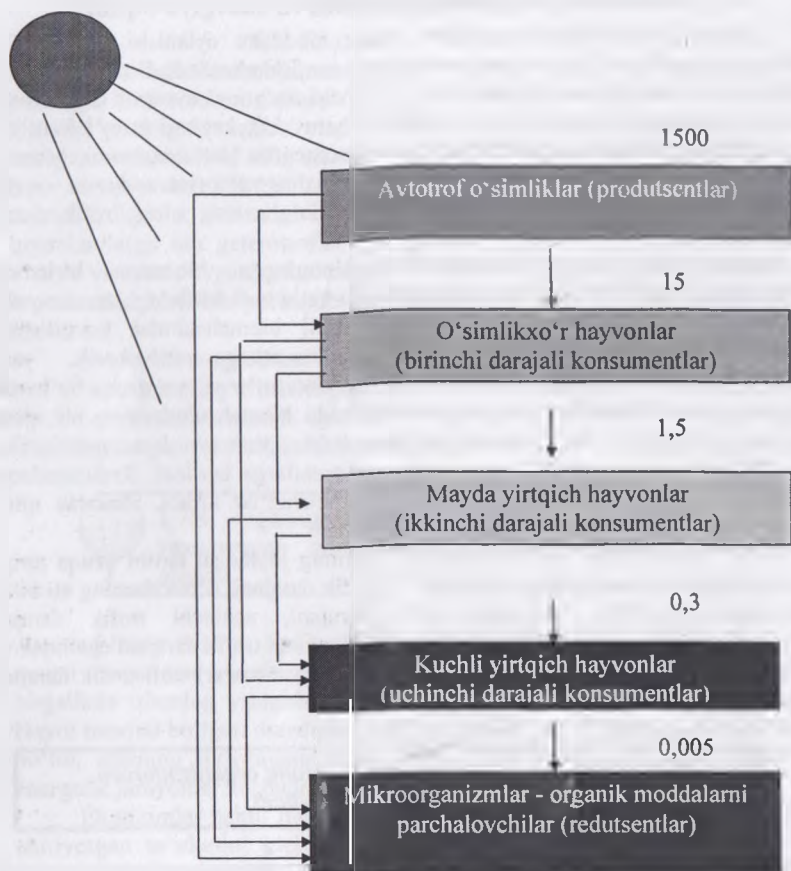 1500
Avtotrof o‘simliklar (produtsentlar)
15
O‘simlikxo‘r hayvonlar
(birinchi darajali konsumentlar)
1,5
Mayda yirtqich hayvonlar
(ikkinchi darajali konsumentlar)
0,3
Kuchli yirtqich hayvonlar
(uchinchi darajali konsumentlar)
0,005
Mikroorganizmlar - organik moddalarni
parchalovchilar (redutsentlar)